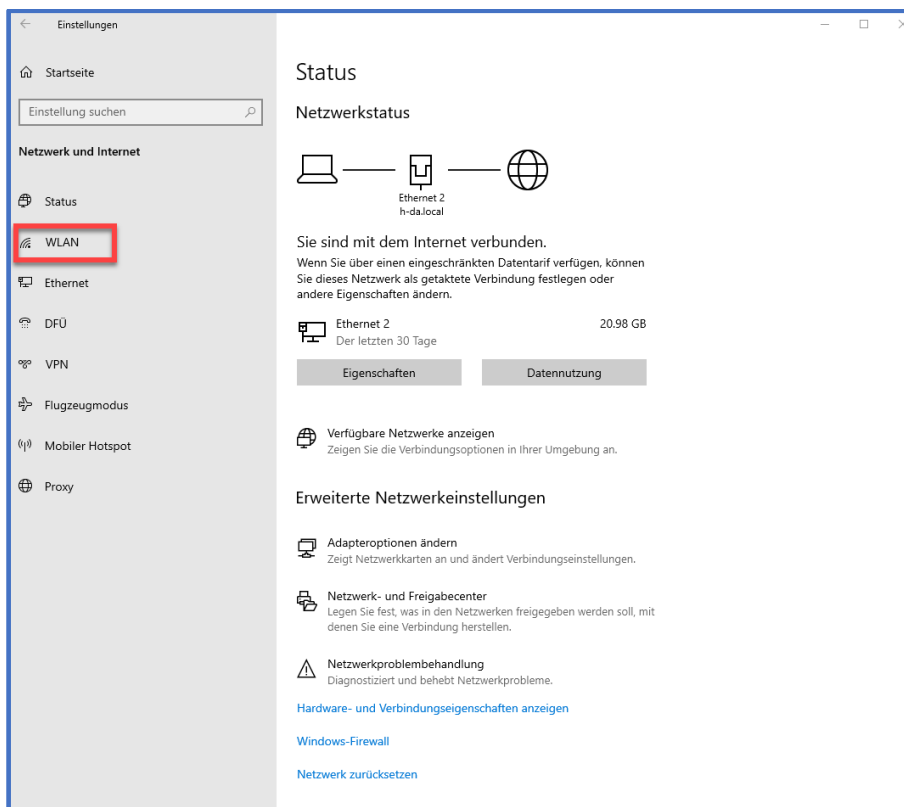 Einstellungen
Startseite
Einstellung suchen
Netzwerk und Internet
Status
WLAN
Ethernet
DFÜ
VPN
Flugzeugmodus
Mobiler Hotspot
Proxy
Status
Netzwerkstatus
Ethernet 2
h-da.local
Sie sind mit dem Internet verbunden.
Wenn Sie über einen eingeschränkten Datentarif verfügen, können
Sie dieses Netzwerk als getaktete Verbindung festlegen oder
andere Eigenschaften ändern.
Ethernet 2 20.98 GB
Der letzten 30 Tage
Eigenschaften Datennutzung
Verfügbare Netzwerke anzeigen
Zeigen Sie die Verbindungsoptionen in Ihrer Umgebung an.
Erweiterte Netzwerkeinstellungen
Adapteroptionen ändern
Zeigt Netzwerkkarten an und ändert Verbindungseinstellungen.
Netzwerk- und Freigabecenter
Legen Sie fest, was in den Netzwerken freigegeben werden soll, mit
denen Sie eine Verbindung herstellen.
Netzwerkproblembehandlung
Diagnostiziert und behebt Netzwerkprobleme.
Hardware- und Verbindungseigenschaften anzeigen
Windows-Firewall
Netzwerk zurücksetzen